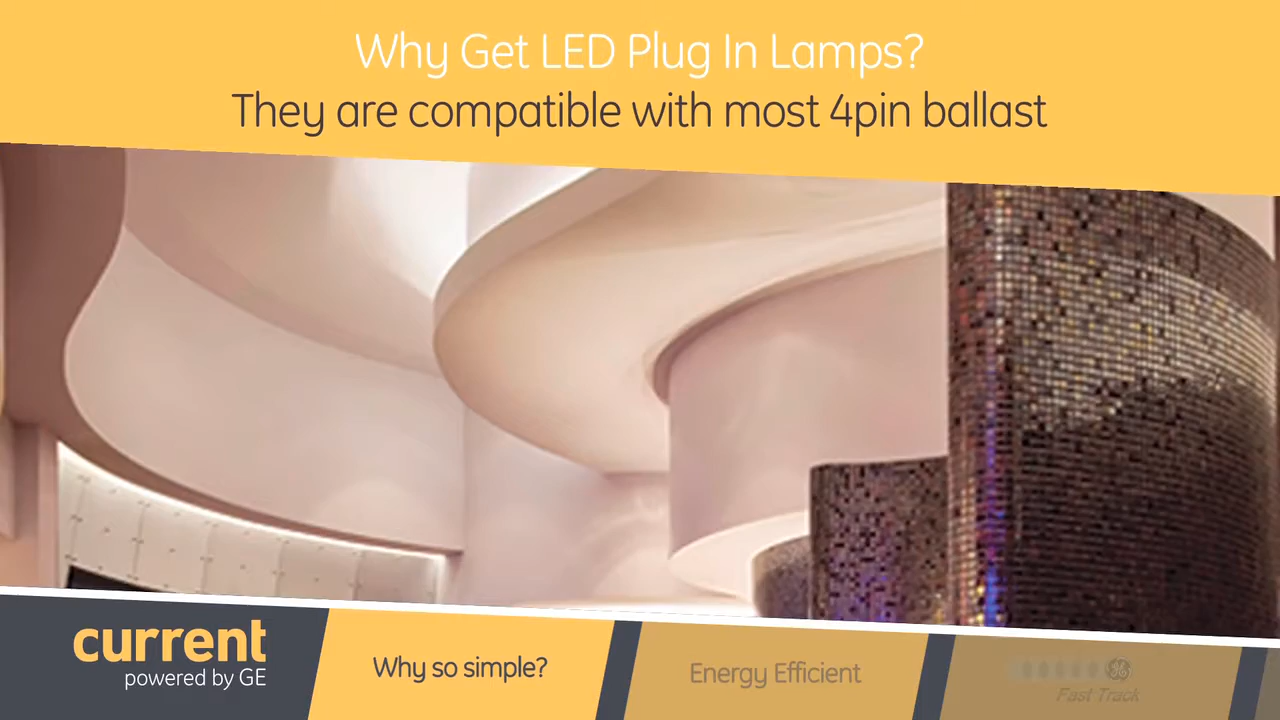 Why Get LED Plug In Lamps?
They are compatible with most 4pin ballast
current
powered by GE
Why so simple?
Energy Efficient
GE
Fast Track